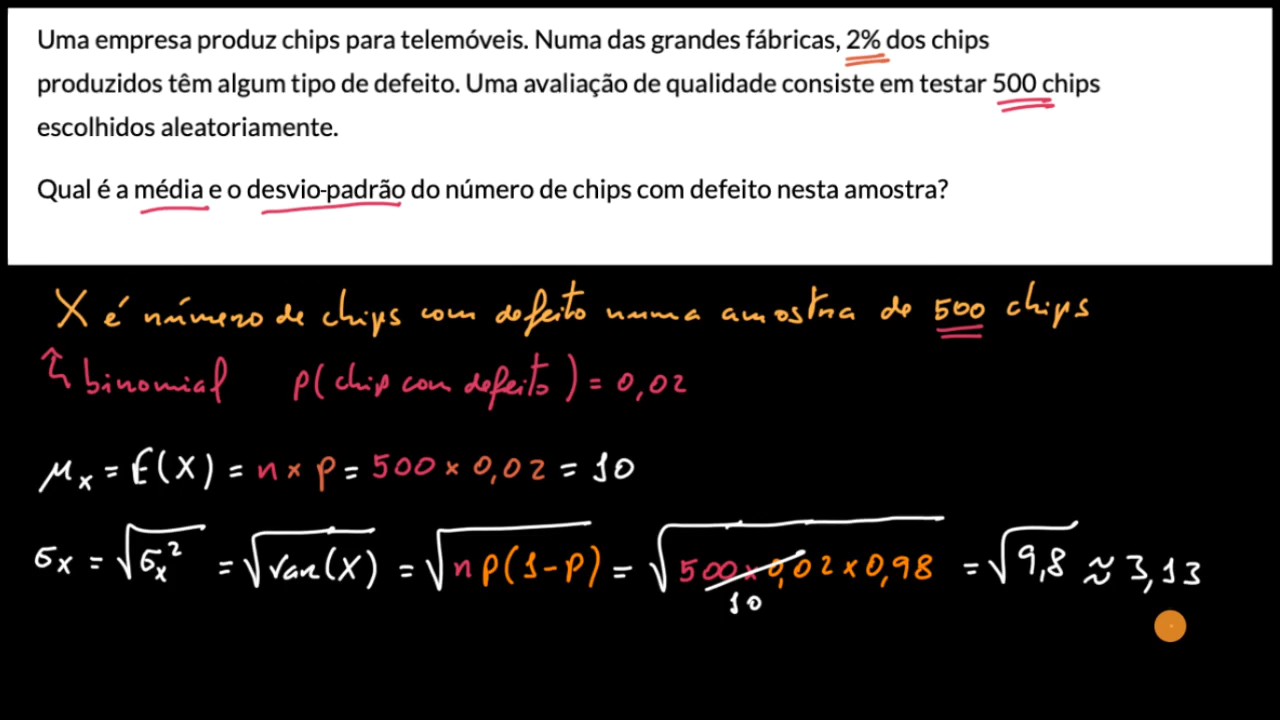 Uma empresa produz chips para telemóveis. Numa das grandes fábricas, 2% dos chips
produzidos têm algum tipo de defeito. Uma avaliação de qualidade consiste em testar 500 chips
escolhidos aleatoriamente.
Qual é a média e o desvio-padrão do número de chips com defeito nesta amostra?
X é número de chips com defeito numa amostra de 500 chips
↳ binomial P(chip com defeito) = 0,02
μx = E(X) = n × p = 500 × 0,02 = 10
σx = √σx² = √Var(X) = √n p(1-p) = √500 × 0,02 × 0,98 = √9,8 ≈ 3,13
10